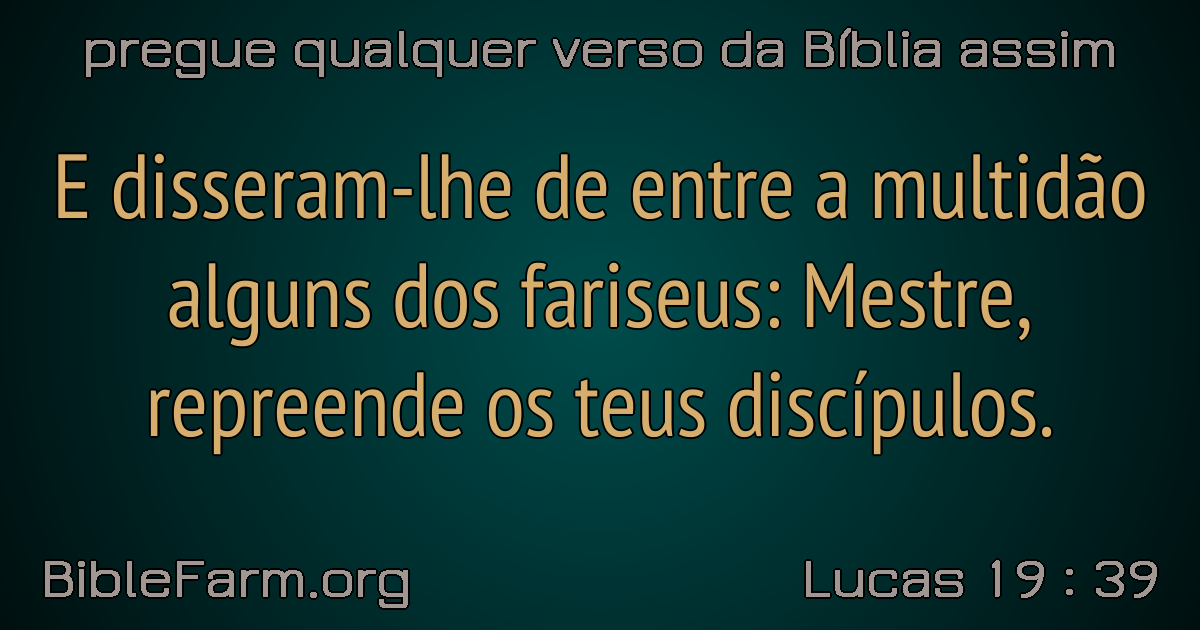 pregue qualquer verso da Bíblia assim
E disseram-lhe de entre a multidão
alguns dos fariseus: Mestre,
repreende os teus discípulos.
BibleFarm.org
Lucas 19 : 39